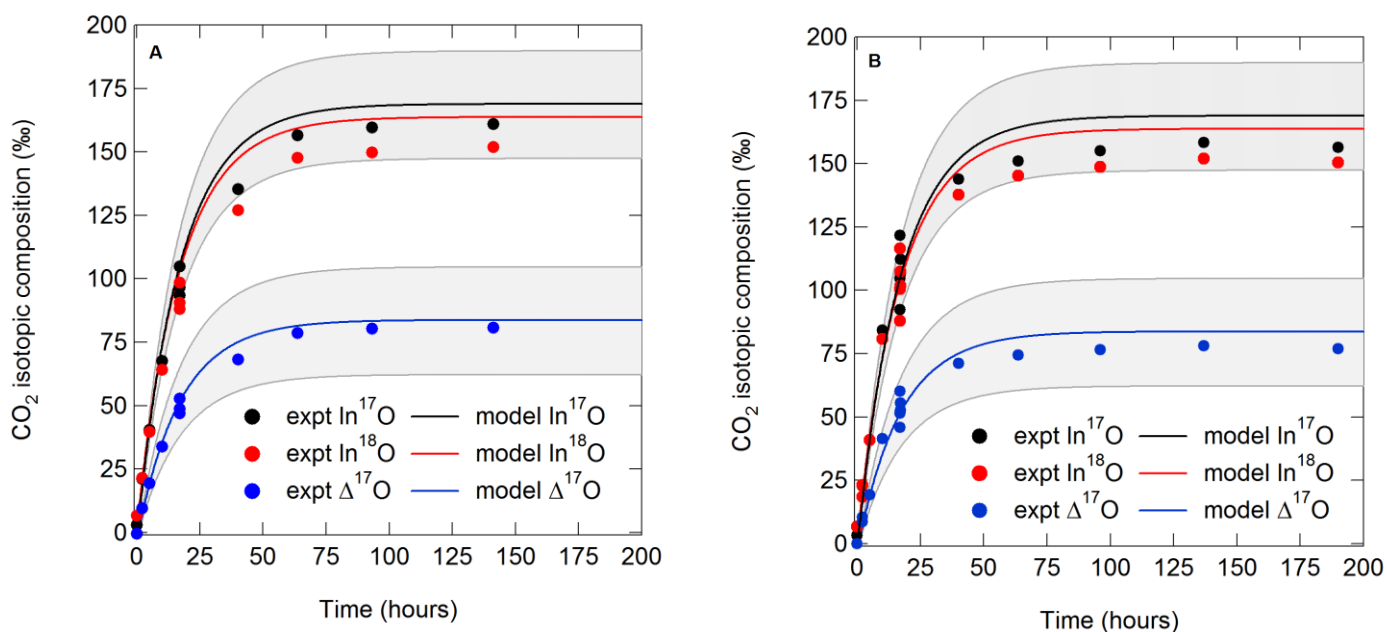 A
200
175
150
125
100
75
50
25
0
CO₂ isotopic composition (‰)
expt ln¹⁷O model ln¹⁷O
expt ln¹⁸O model ln¹⁸O
expt Δ¹⁷O model Δ¹⁷O
0 25 50 75 100 125 150 175 200
Time (hours)
B
200
175
150
125
100
75
50
25
0
CO₂ isotopic composition (‰)
expt ln¹⁷O model ln¹⁷O
expt ln¹⁸O model ln¹⁸O
expt Δ¹⁷O model Δ¹⁷O
0 25 50 75 100 125 150 175 200
Time (hours)